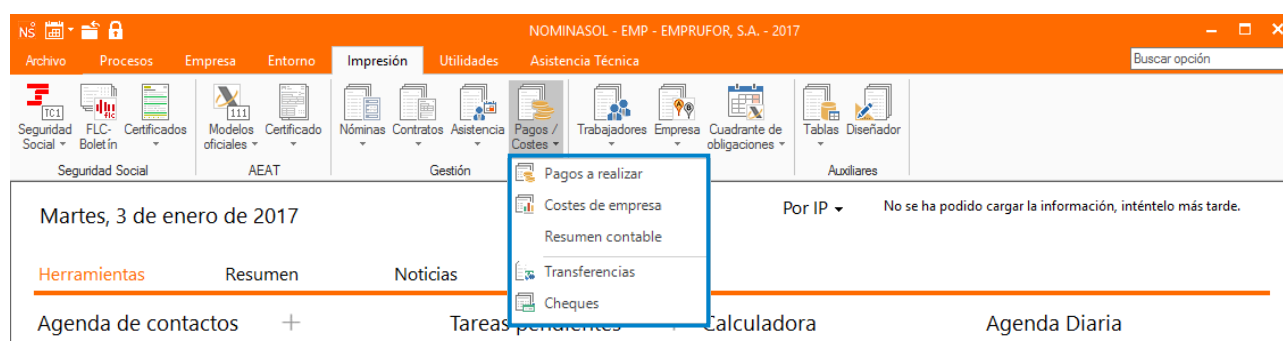 NS
NOMINASOL - EMP - EMPRUFOR, S.A. - 2017
Archivo Procesos Empresa Entorno Impresión Utilidades Asistencia Técnica Buscar opción
TC1 flc 111
Seguridad Social FLC- Boletín Certificados Modelos oficiales Certificado Nóminas Contratos Asistencia Pagos / Costes Trabajadores Empresa Cuadrante de obligaciones Tablas Diseñador
Seguridad Social AEAT Gestión Auxiliares
Pagos a realizar
Costes de empresa
Resumen contable
Transferencias
Cheques
Martes, 3 de enero de 2017 Por IP No se ha podido cargar la información, inténtelo más tarde.
Herramientas Resumen Noticias
Agenda de contactos + Tareas pendientes Calculadora Agenda Diaria